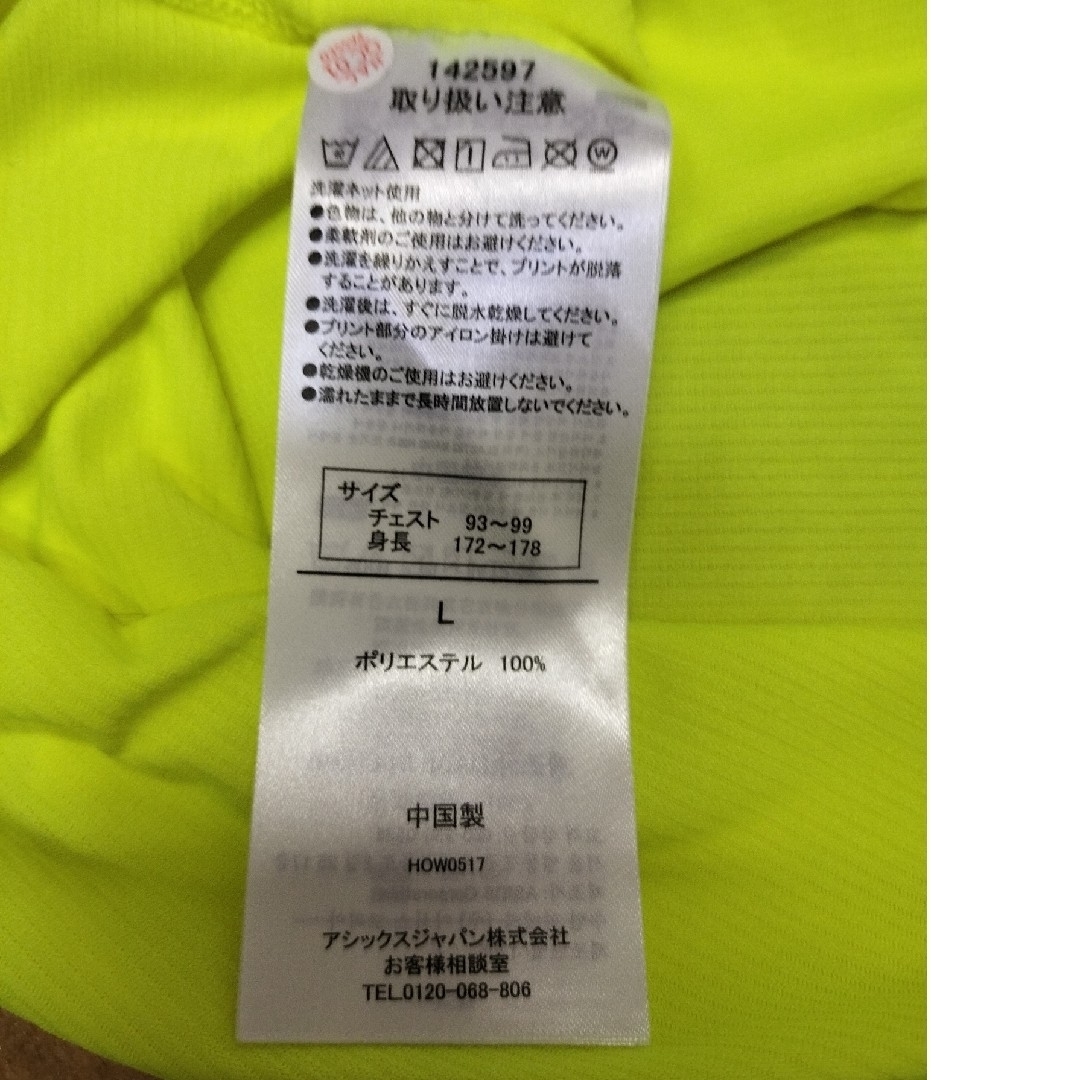 142597
取り扱い注意
W
洗濯ネット使用
●色物は、他の物と分けて洗ってください。
●柔軟剤のご使用はお避けください。
●洗濯を繰りかえすことで、プリントが脱落
することがあります。
●洗濯後は、すぐに脱水乾燥してください。
●プリント部分のアイロン掛けは避けて
ください。
●乾燥機のご使用はお避けください。
●濡れたままで長時間放置しないでください。
サイズ
チェスト 93～99
身長 172～178
L
ポリエステル 100%
中国製
HOW0517
アシックスジャパン株式会社
お客様相談室
TEL.0120-068-806